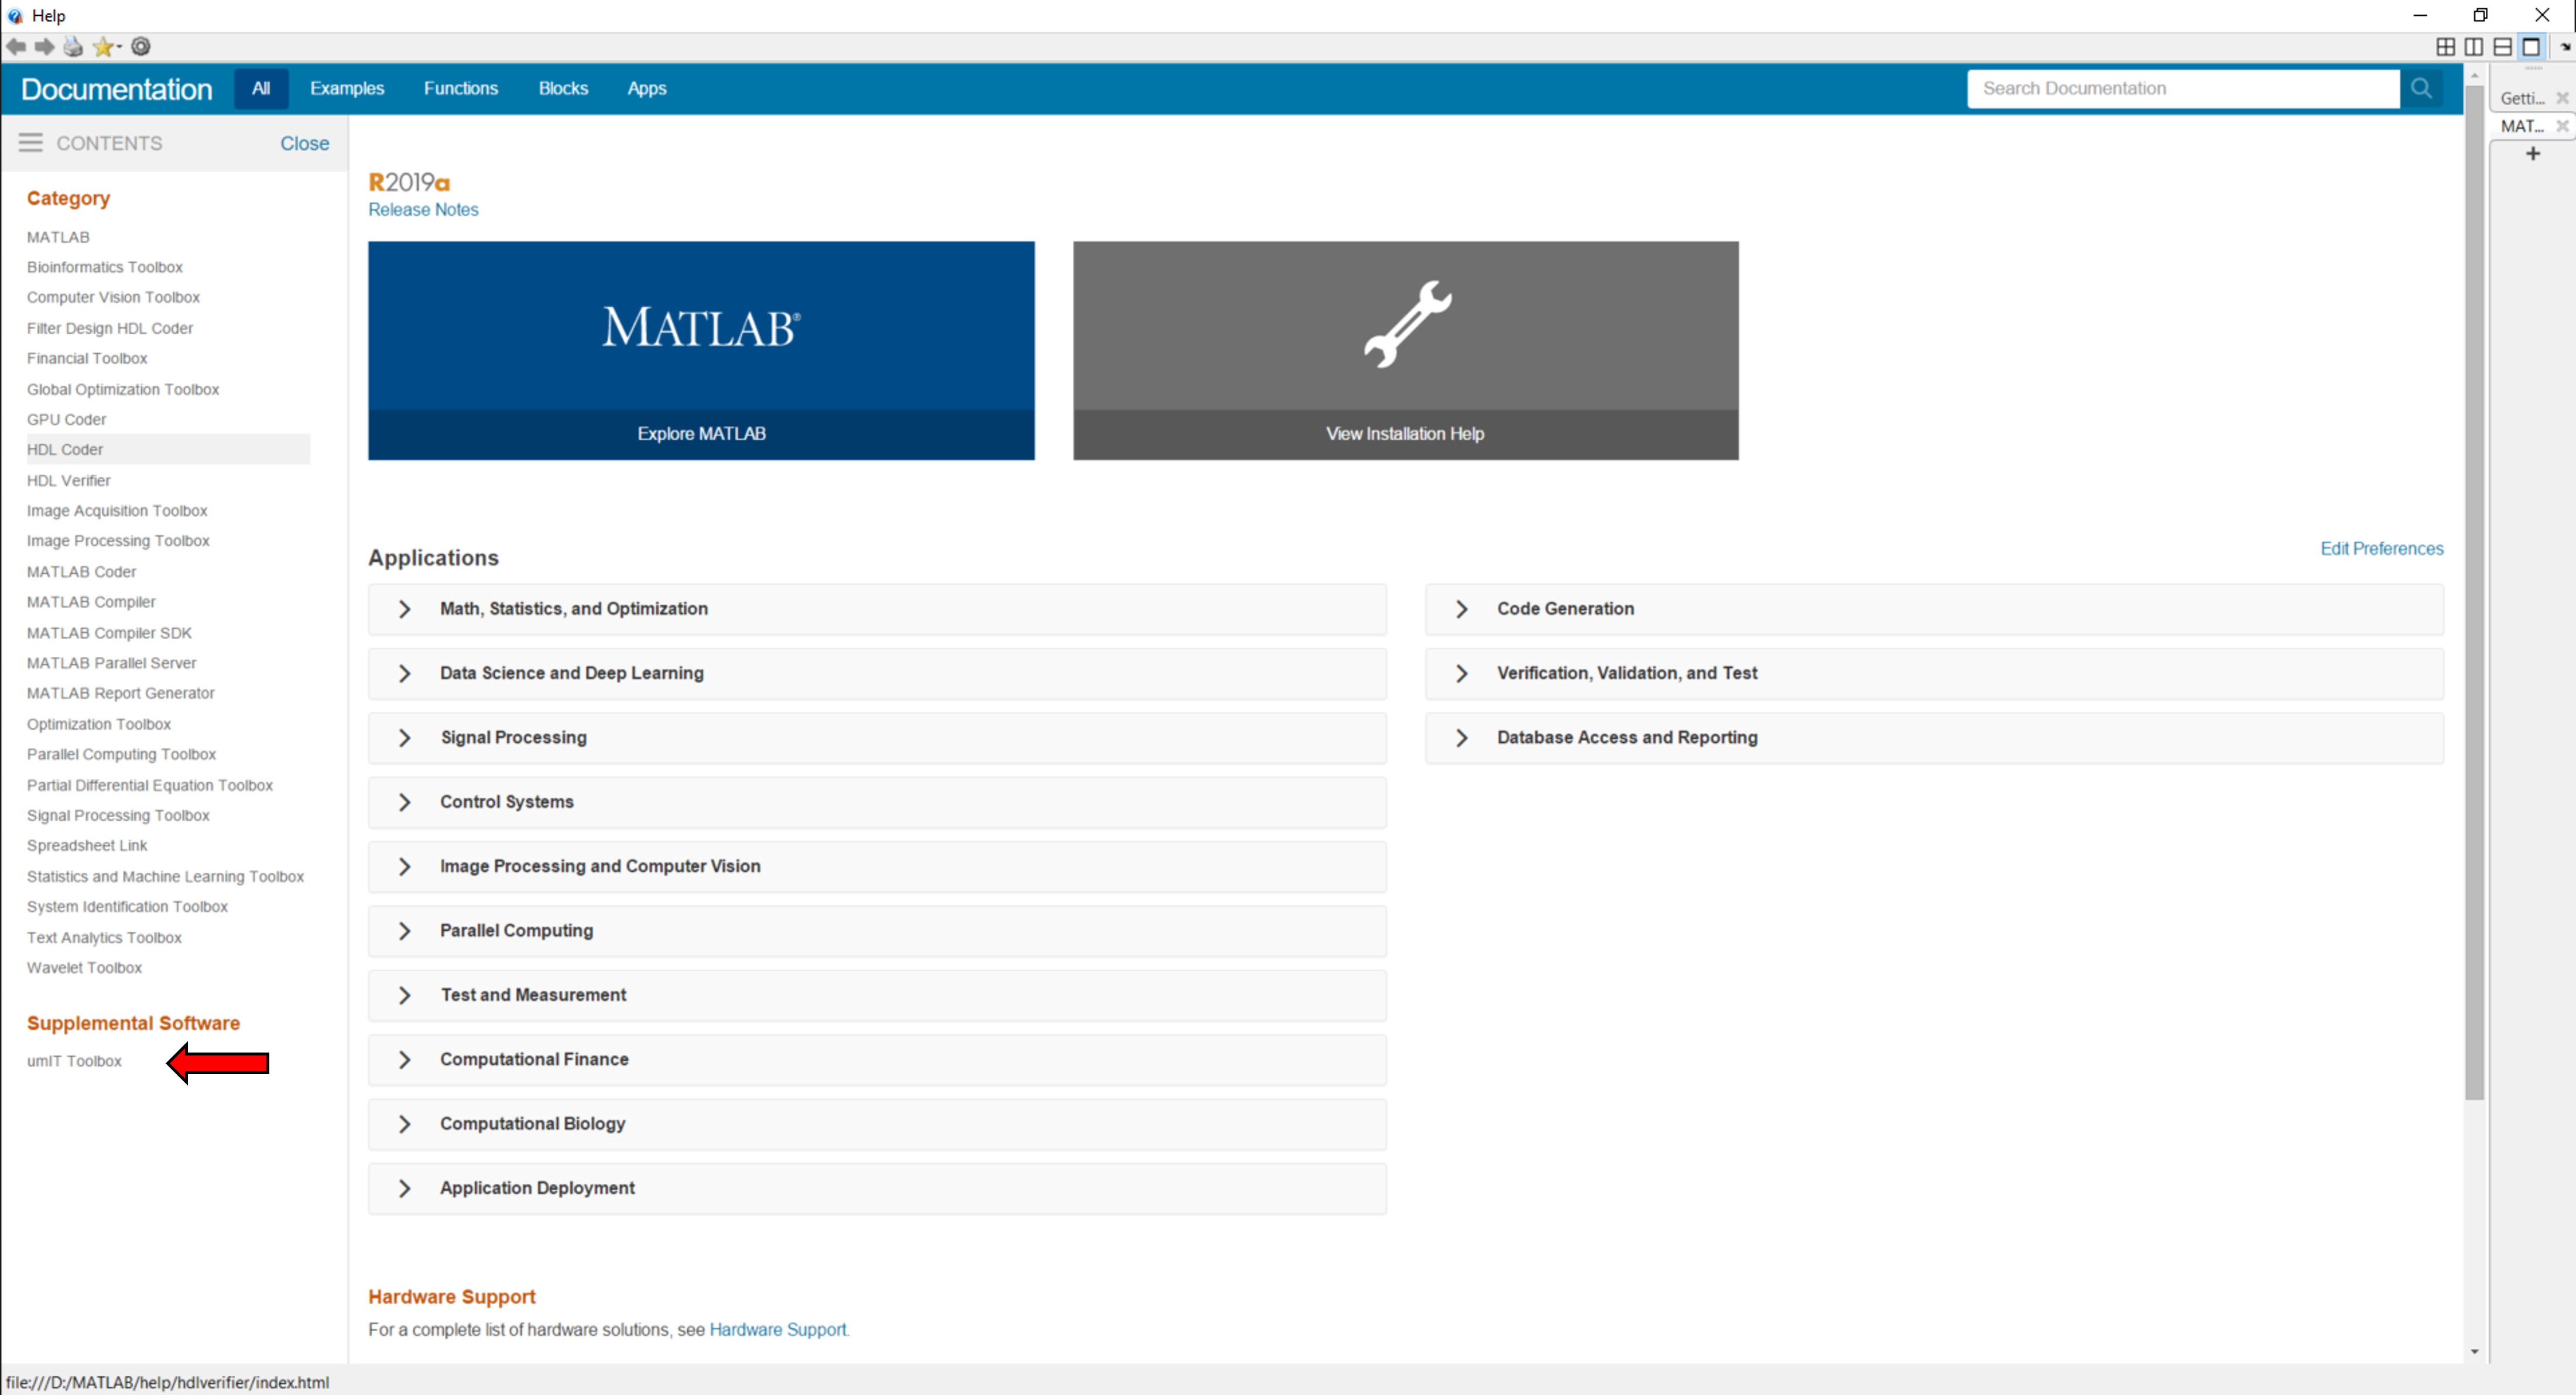 Help
Documentation
All
Examples
Functions
Blocks
Apps
Search Documentation
Getti...
MAT...
CONTENTS
Close
Category
MATLAB
Bioinformatics Toolbox
Computer Vision Toolbox
Filter Design HDL Coder
Financial Toolbox
Global Optimization Toolbox
GPU Coder
HDL Coder
HDL Verifier
Image Acquisition Toolbox
Image Processing Toolbox
MATLAB Coder
MATLAB Compiler
MATLAB Compiler SDK
MATLAB Parallel Server
MATLAB Report Generator
Optimization Toolbox
Parallel Computing Toolbox
Partial Differential Equation Toolbox
Signal Processing Toolbox
Spreadsheet Link
Statistics and Machine Learning Toolbox
System Identification Toolbox
Text Analytics Toolbox
Wavelet Toolbox
Supplemental Software
umIT Toolbox
R2019a
Release Notes
MATLAB®
Explore MATLAB
View Installation Help
Applications
Edit Preferences
Math, Statistics, and Optimization
Data Science and Deep Learning
Signal Processing
Control Systems
Image Processing and Computer Vision
Parallel Computing
Test and Measurement
Computational Finance
Computational Biology
Application Deployment
Code Generation
Verification, Validation, and Test
Database Access and Reporting
Hardware Support
For a complete list of hardware solutions, see Hardware Support.
file:///D:/MATLAB/help/hdlverifier/index.html